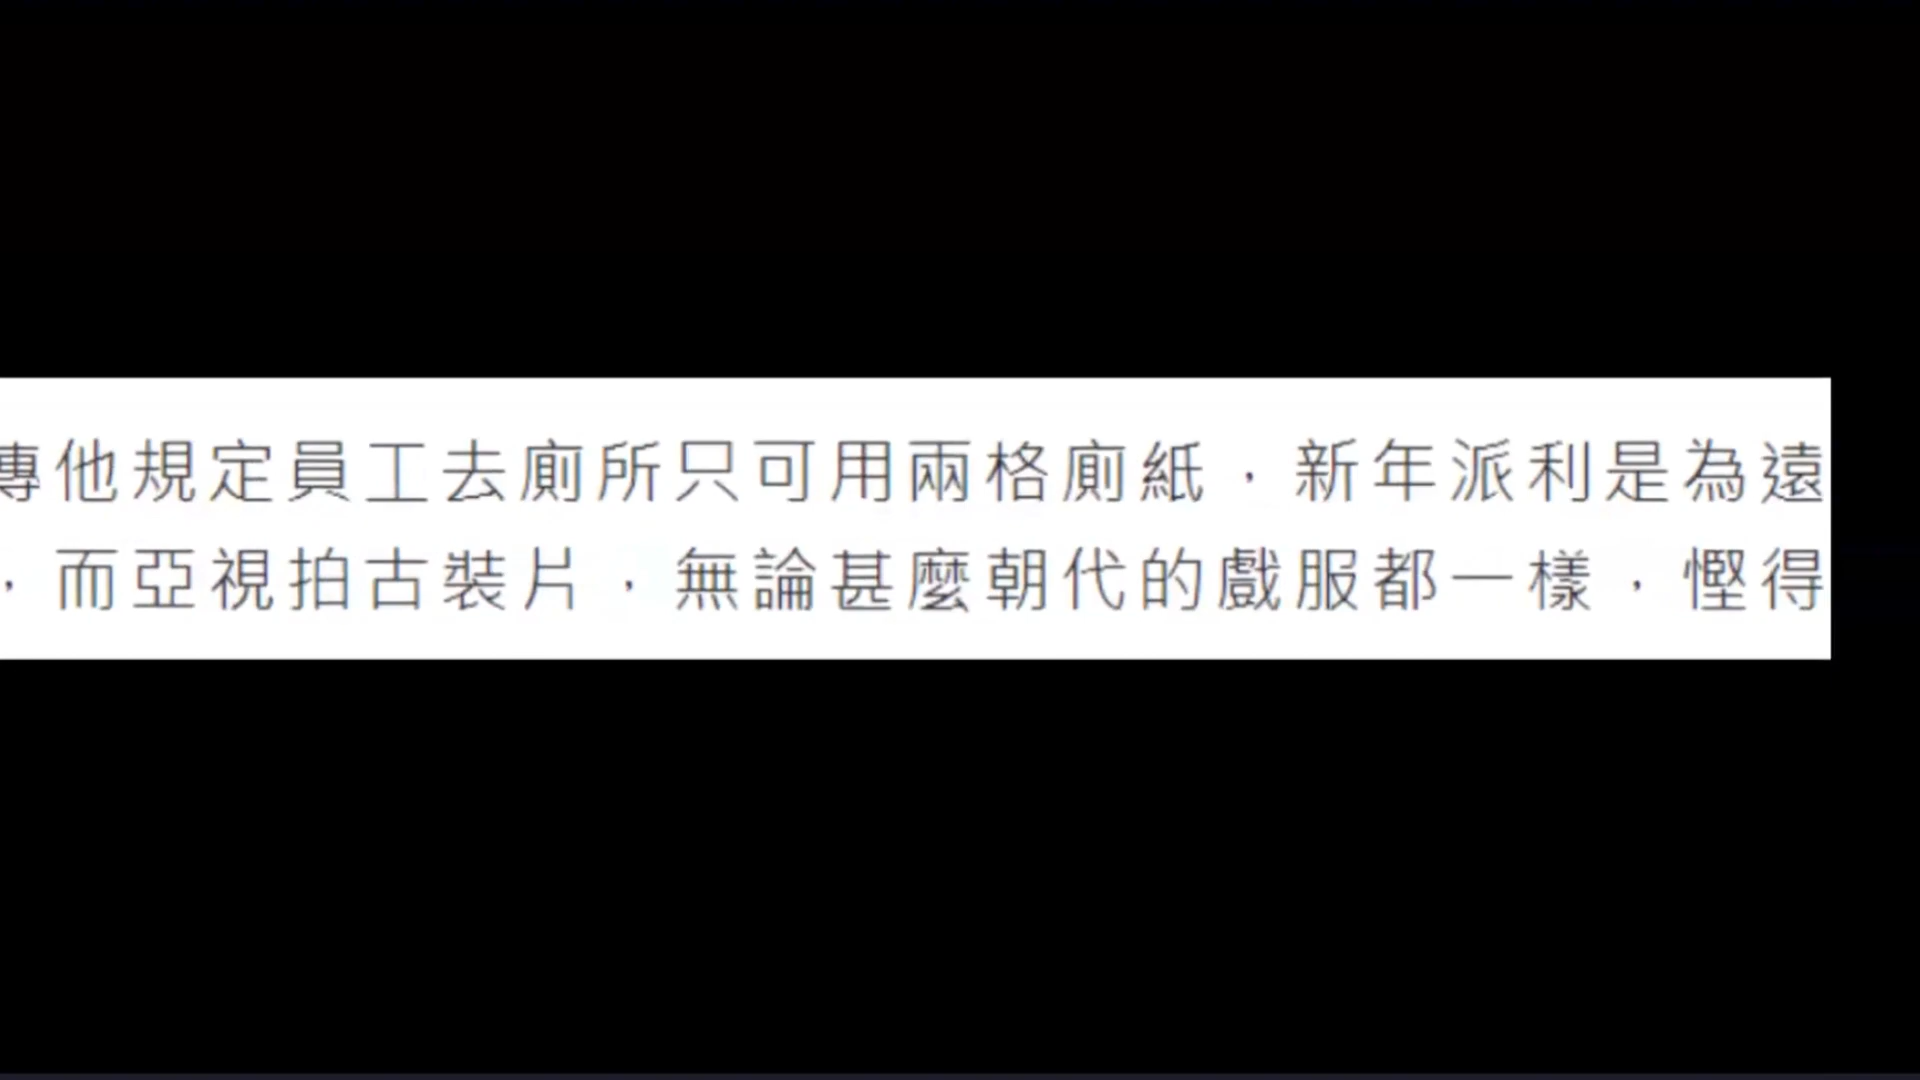 傳他規定員工去廁所只可用兩格廁紙，新年派利是為遠
，而亞視拍古裝片，無論甚麼朝代的戲服都一樣，慳得